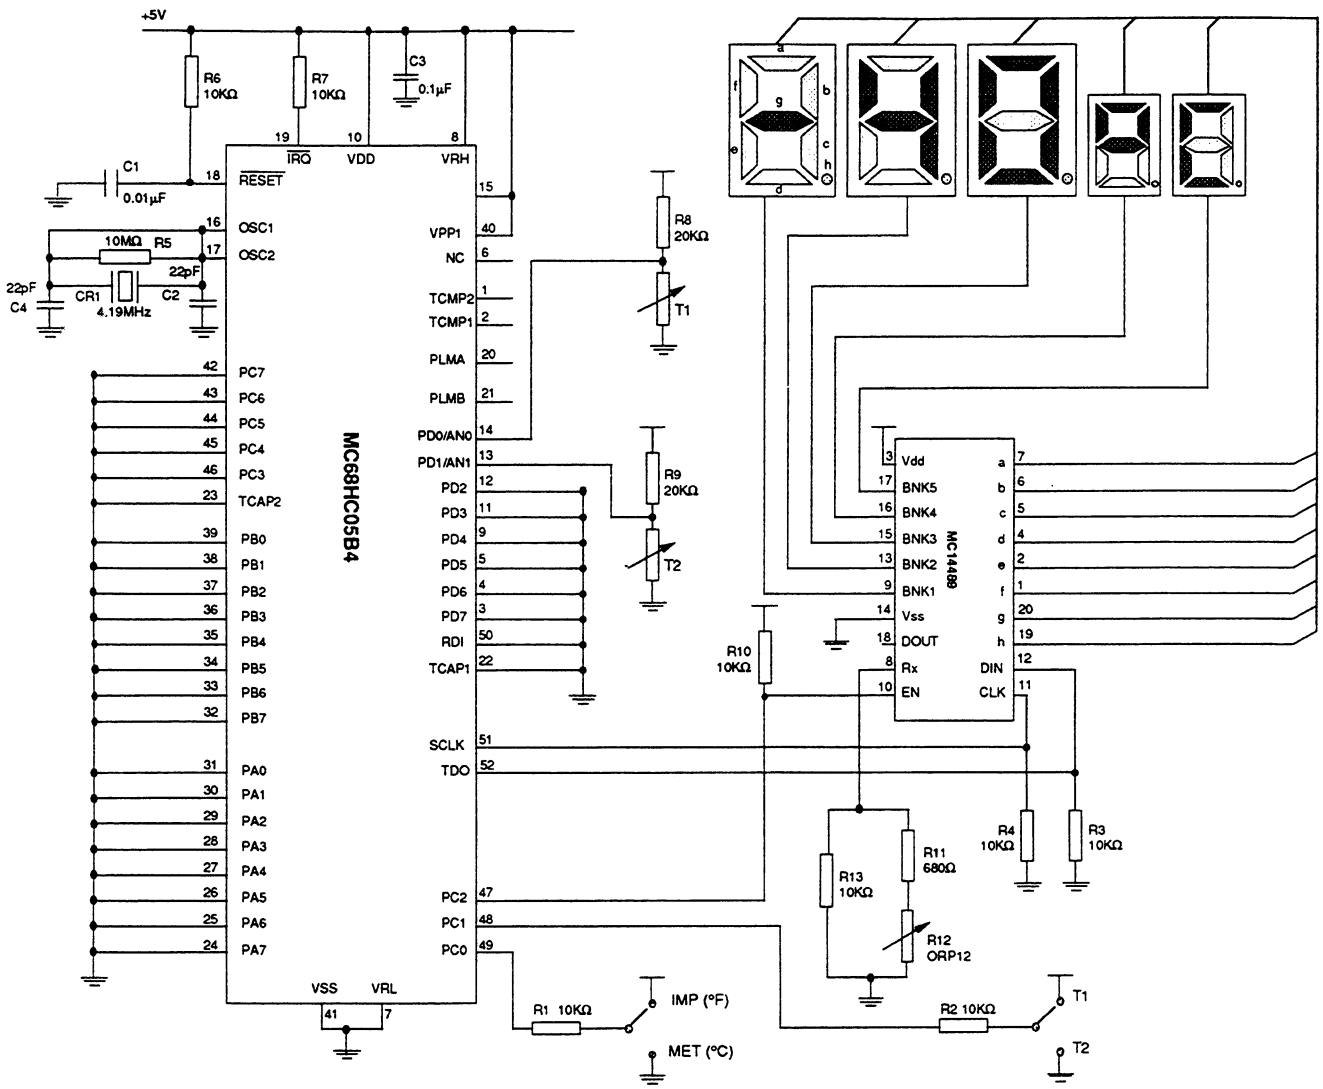 +5V
R6
10KΩ
R7
10KΩ
C3
0.1µF
19
10
8
IRQ
VDD
VRH
C1
0.01µF
18
RESET
15
16
OSC1
10MΩ R5
17
OSC2
22pF
22pF
C4
CR1
C2
4.19MHz
VPP1
40
NC
6
TCMP2
1
TCMP1
2
PLMA
20
PLMB
21
PD0/AN0
14
PD1/AN1
13
PD2
12
PD3
11
PD4
9
PD5
5
PD6
4
PD7
3
RDI
50
TCAP1
22
SCLK
51
TDO
52
PC2
47
PC1
48
PC0
49
42
PC7
43
PC6
44
PC5
45
PC4
46
PC3
23
TCAP2
39
PB0
38
PB1
37
PB2
36
PB3
35
PB4
34
PB5
33
PB6
32
PB7
31
PA0
30
PA1
29
PA2
28
PA3
27
PA4
26
PA5
25
PA6
24
PA7
MC68HC05B4
VSS
VRL
41
7
R8
20KΩ
T1
R9
20KΩ
T2
a
f
b
g
e
c
h
d
3
Vdd
17
BNK5
16
BNK4
15
BNK3
13
BNK2
9
BNK1
14
Vss
18
DOUT
8
Rx
10
EN
MC14489
a
7
b
6
c
5
d
4
e
2
f
1
g
20
h
19
DIN
12
CLK
11
R10
10KΩ
R4
10KΩ
R3
10KΩ
R13
10KΩ
R11
680Ω
R12
ORP12
R1 10KΩ
IMP (ºF)
MET (ºC)
R2 10KΩ
T1
T2